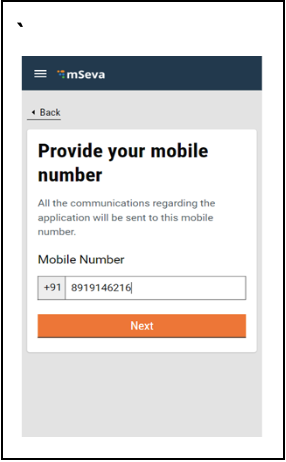 `
mSeva
Back
Provide your mobile
number
All the communications regarding the
application will be sent to this mobile
number.
Mobile Number
+91 8919146216
Next